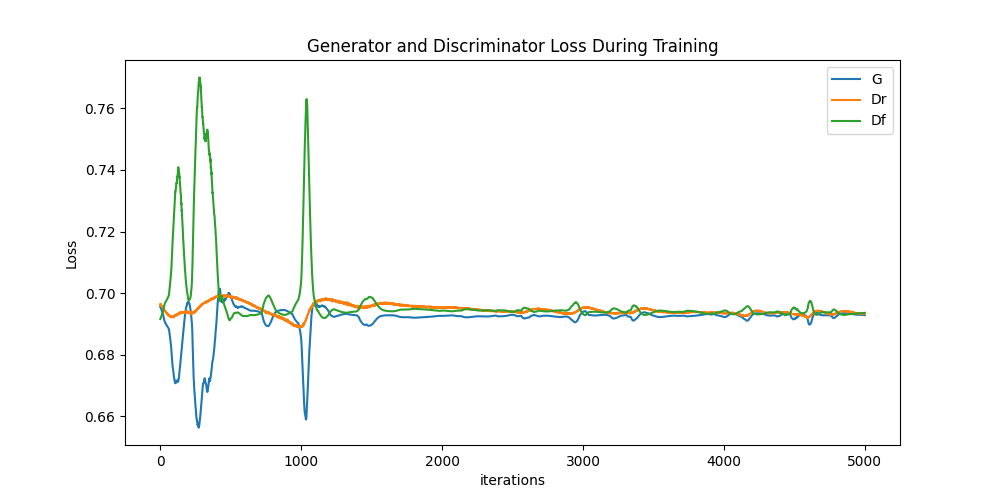 Generator and Discriminator Loss During Training
G
Dr
Df
0.76
0.74
0.72
0.70
0.68
0.66
Loss
0 1000 2000 3000 4000 5000
iterations